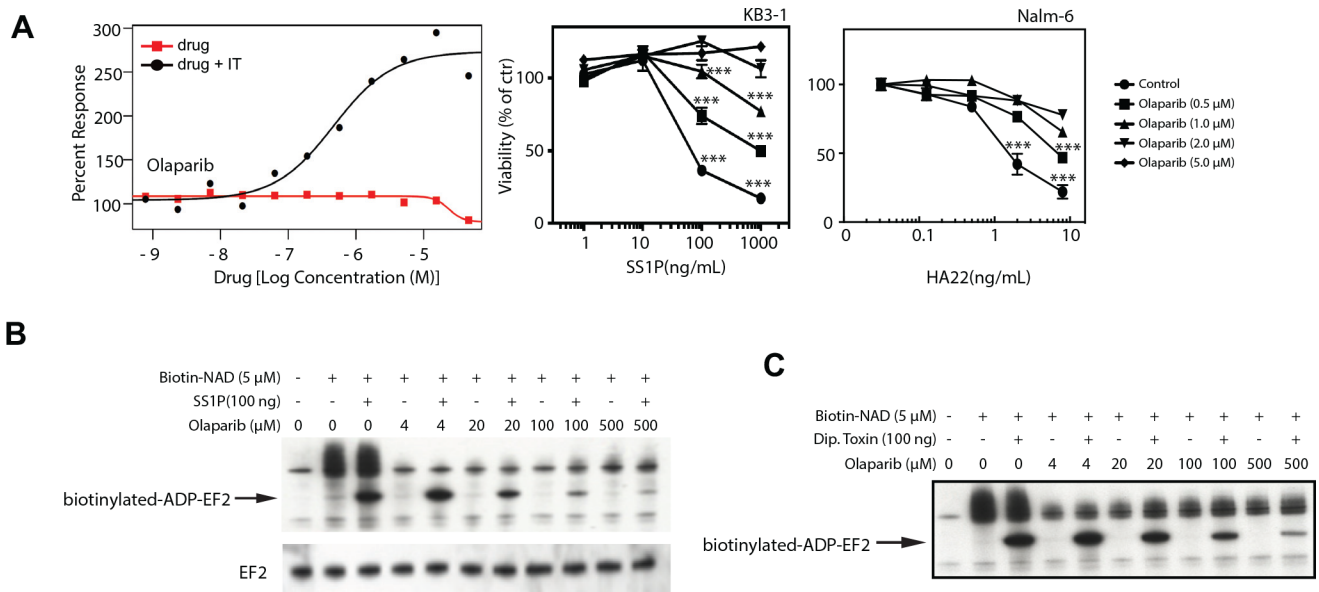 A
300
250
200
150
100
Percent Response
drug
drug + IT
Olaparib
- 9
- 8
- 7
- 6
- 5
Drug [Log Concentration (M)]
KB3-1
Viability (% of ctr)
100
50
0
***
***
***
***
***
***
1
10
100
1000
SS1P(ng/mL)
Nalm-6
100
50
0
***
***
***
0
0.1
1
10
HA22(ng/mL)
Control
Olaparib (0.5 µM)
Olaparib (1.0 µM)
Olaparib (2.0 µM)
Olaparib (5.0 µM)
B
Biotin-NAD (5 µM) - + + + + + + + + + +
SS1P(100 ng) - - + - + - + - + - +
Olaparib (µM) 0 0 0 4 4 20 20 100 100 500 500
biotinylated-ADP-EF2
EF2
C
Biotin-NAD (5 µM) - + + + + + + + + + +
Dip. Toxin (100 ng) - - + - + - + - + - +
Olaparib (µM) 0 0 0 4 4 20 20 100 100 500 500
biotinylated-ADP-EF2